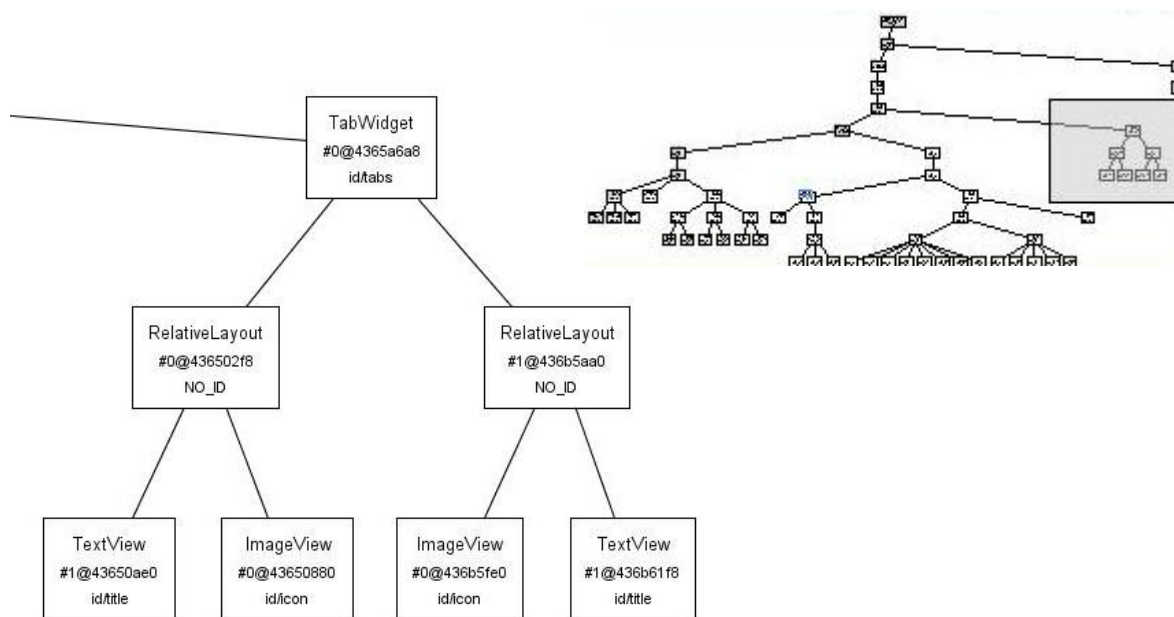 TabWidget
#0@4365a6a8
id/tabs
RelativeLayout
#0@436502f8
NO_ID
RelativeLayout
#1@436b5aa0
NO_ID
TextView
#1@43650ae0
id/title
ImageView
#0@43650880
id/icon
ImageView
#0@436b5fe0
id/icon
TextView
#1@436b61f8
id/title